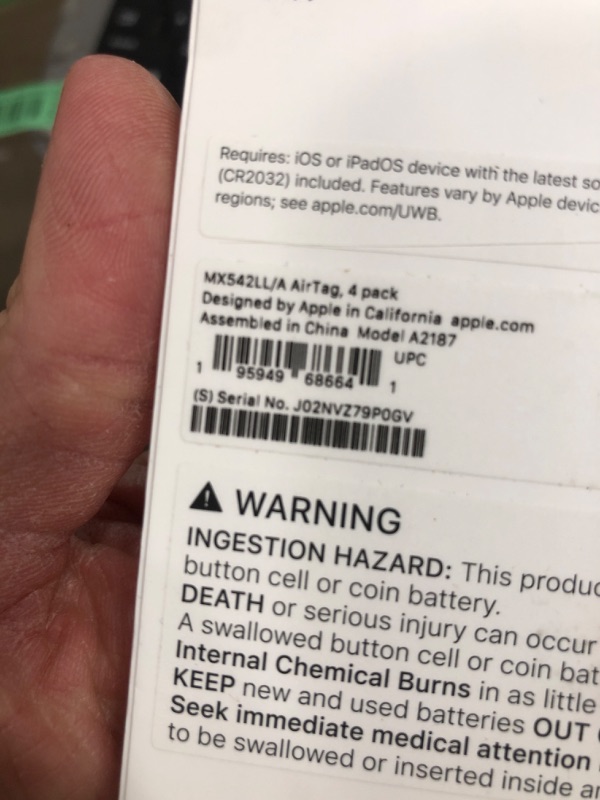 Requires: iOS or iPadOS device with the latest so
(CR2032) included. Features vary by Apple devic
regions; see apple.com/UWB.
MX542LL/A AirTag, 4 pack
Designed by Apple in California apple.com
Assembled in China Model A2187
UPC
1 95949 68664 1
(S) Serial No. J02NVZ79P0GV
WARNING
INGESTION HAZARD: This produc
button cell or coin battery.
DEATH or serious injury can occur
A swallowed button cell or coin bat
Internal Chemical Burns in as little
KEEP new and used batteries OUT
Seek immediate medical attention
to be swallowed or inserted inside a